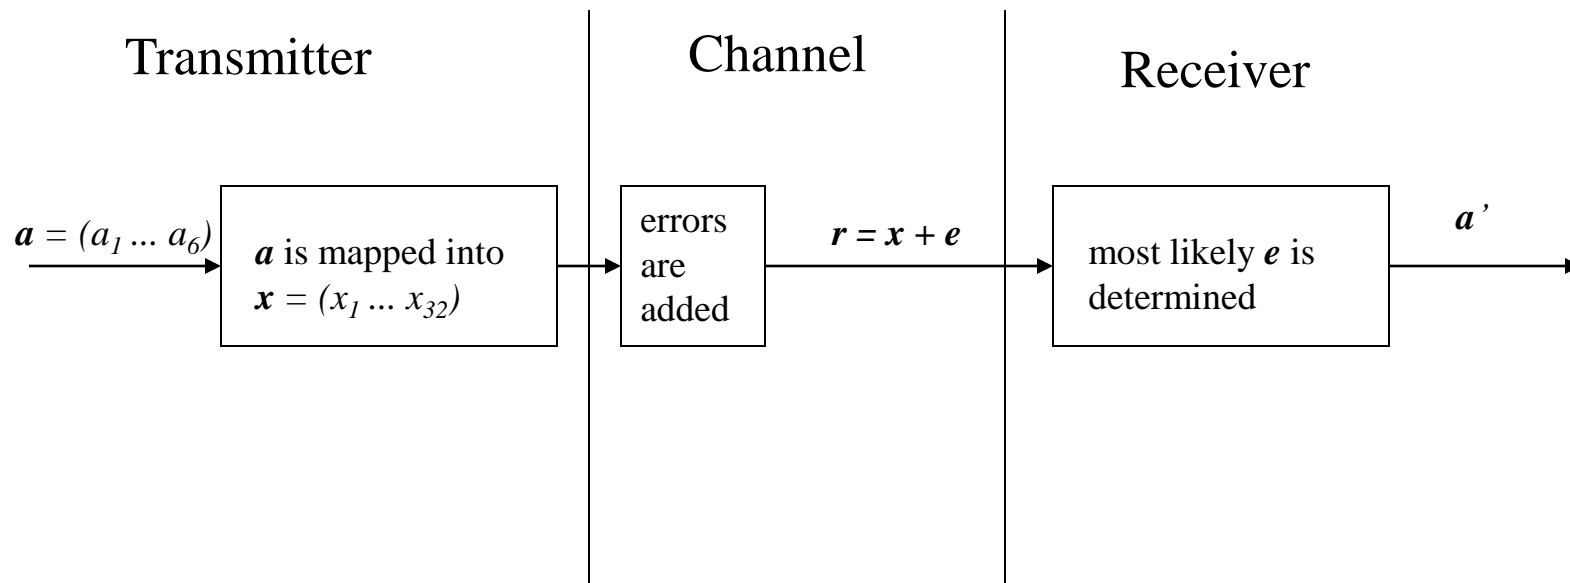 Transmitter
Channel
Receiver
a = (a1 ... a6)
a is mapped into
x = (x1 ... x32)
errors
are
added
r = x + e
most likely e is
determined
a’